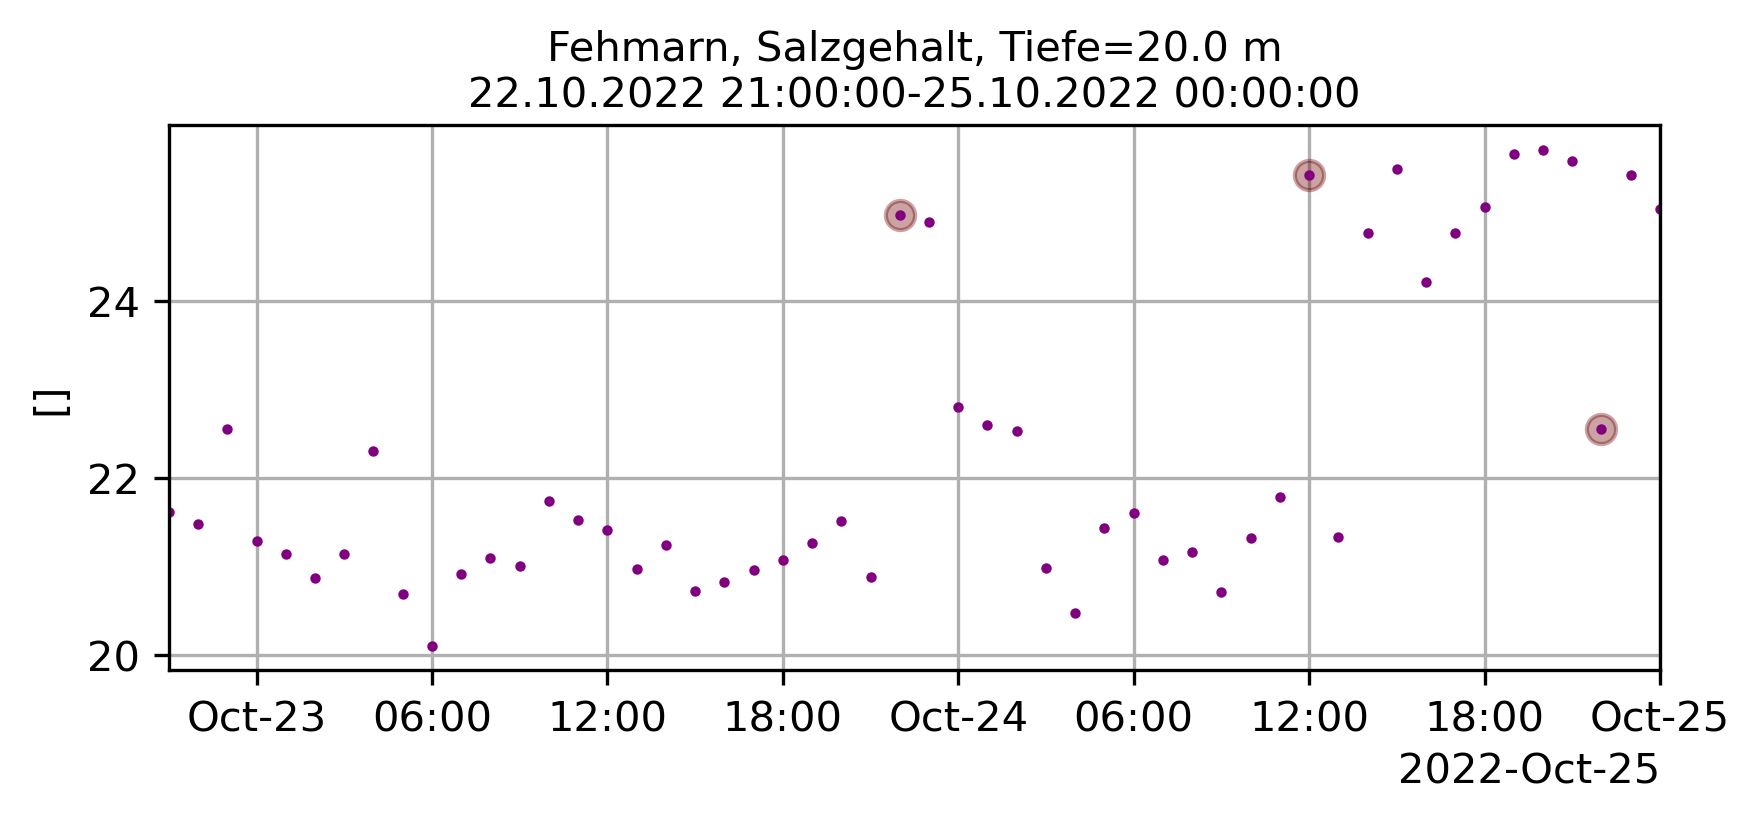 Fehmarn, Salzgehalt, Tiefe=20.0 m
22.10.2022 21:00:00-25.10.2022 00:00:00
24
[]
22
20
Oct-23 06:00 12:00 18:00 Oct-24 06:00 12:00 18:00 Oct-25
2022-Oct-25